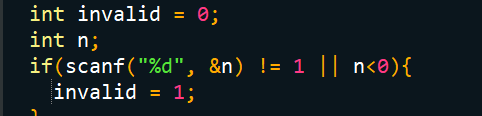 int invalid = 0;
int n;
if(scanf("%d", &n) != 1 || n<0){
invalid = 1;
}